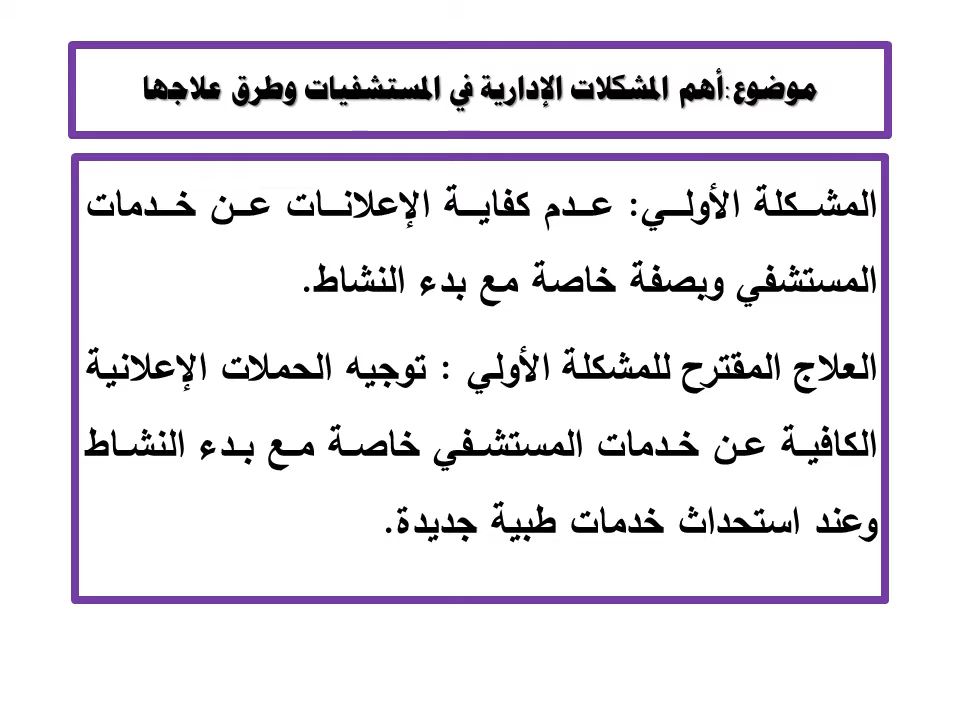 موضوع:أهم المشكلات الإدارية في المستشفيات وطرق علاجها
المشكلة الأولي: عدم كفاية الإعلانات عن خدمات
المستشفي وبصفة خاصة مع بدء النشاط.
العلاج المقترح للمشكلة الأولي : توجيه الحملات الإعلانية
الكافية عن خدمات المستشفي خاصة مع بدء النشاط
وعند استحداث خدمات طبية جديدة.